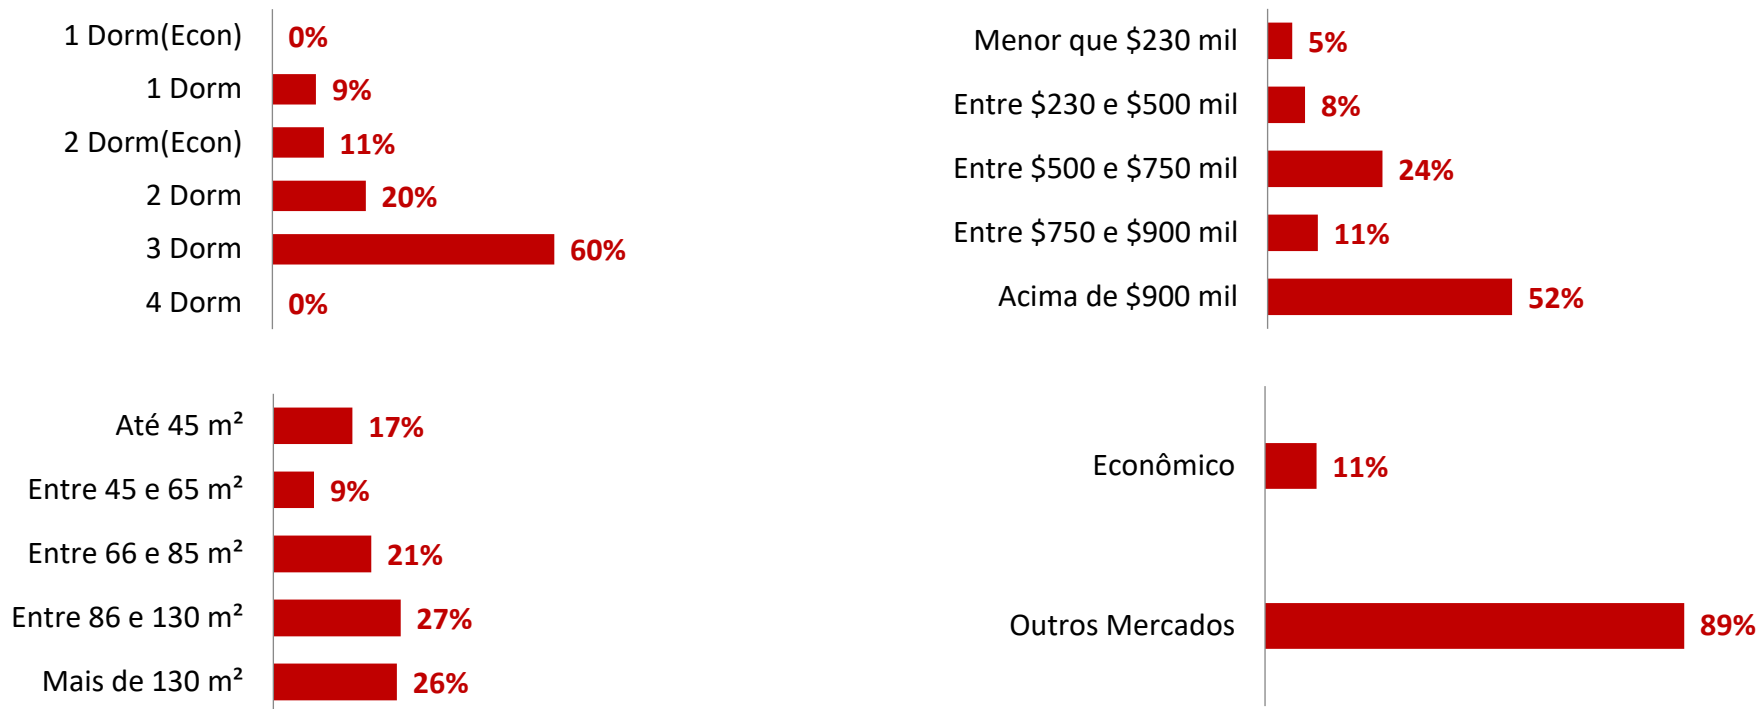 1 Dorm(Econ) 0%
1 Dorm 9%
2 Dorm(Econ) 11%
2 Dorm 20%
3 Dorm 60%
4 Dorm 0%
Menor que $230 mil 5%
Entre $230 e $500 mil 8%
Entre $500 e $750 mil 24%
Entre $750 e $900 mil 11%
Acima de $900 mil 52%
Até 45 m² 17%
Entre 45 e 65 m² 9%
Entre 66 e 85 m² 21%
Entre 86 e 130 m² 27%
Mais de 130 m² 26%
Econômico 11%
Outros Mercados 89%